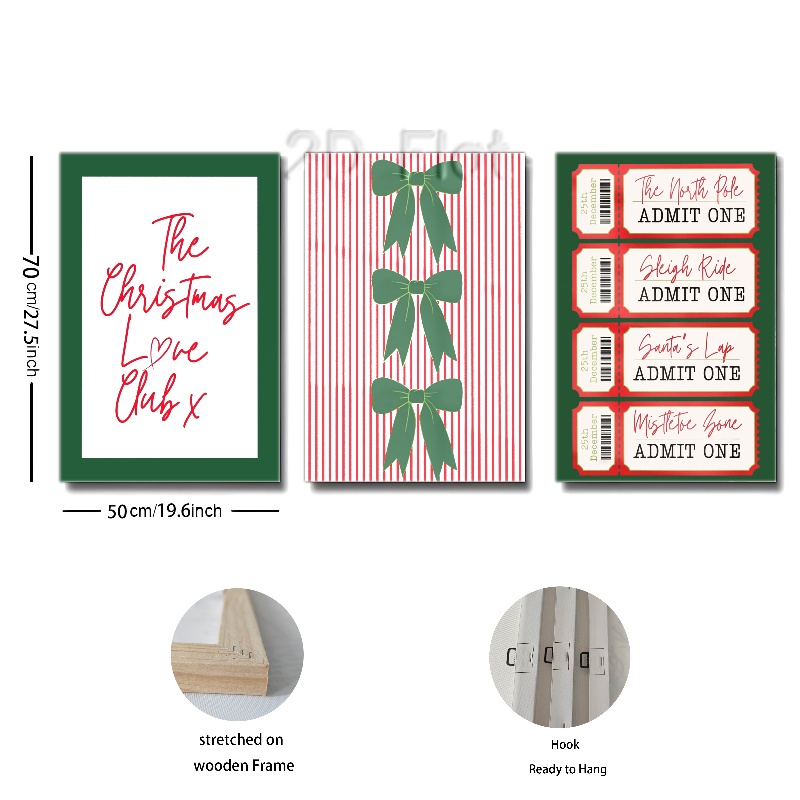 2D Flat
The
Christmas
Love
Club x
25th
December
The North Pole
ADMIT ONE
25th
December
Sleigh Ride
ADMIT ONE
25th
December
Santa's Lap
ADMIT ONE
25th
December
Mistletoe Zone
ADMIT ONE
70cm/27.5inch
50cm/19.6inch
stretched on
wooden Frame
Hook
Ready to Hang